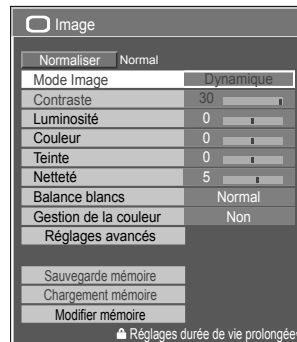 Image
Normaliser Normal
Mode Image Dynamique
Contraste 30
Luminosité 0
Couleur 0
Teinte 0
Netteté 5
Balance blancs Normal
Gestion de la couleur Non
Réglages avancés
Sauvegarde mémoire
Chargement mémoire
Modifier mémoire
Réglages durée de vie prolongée